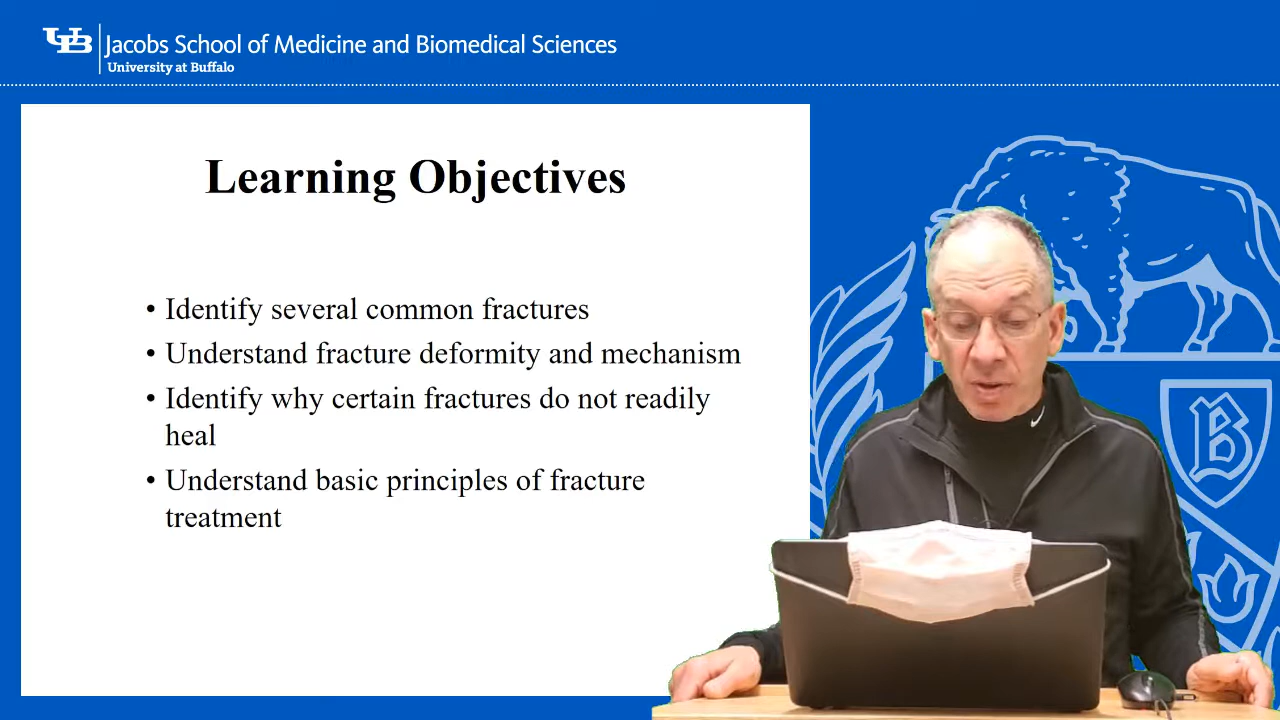 UB
Jacobs School of Medicine and Biomedical Sciences
University at Buffalo
Learning Objectives
• Identify several common fractures
• Understand fracture deformity and mechanism
• Identify why certain fractures do not readily
heal
• Understand basic principles of fracture
treatment
B